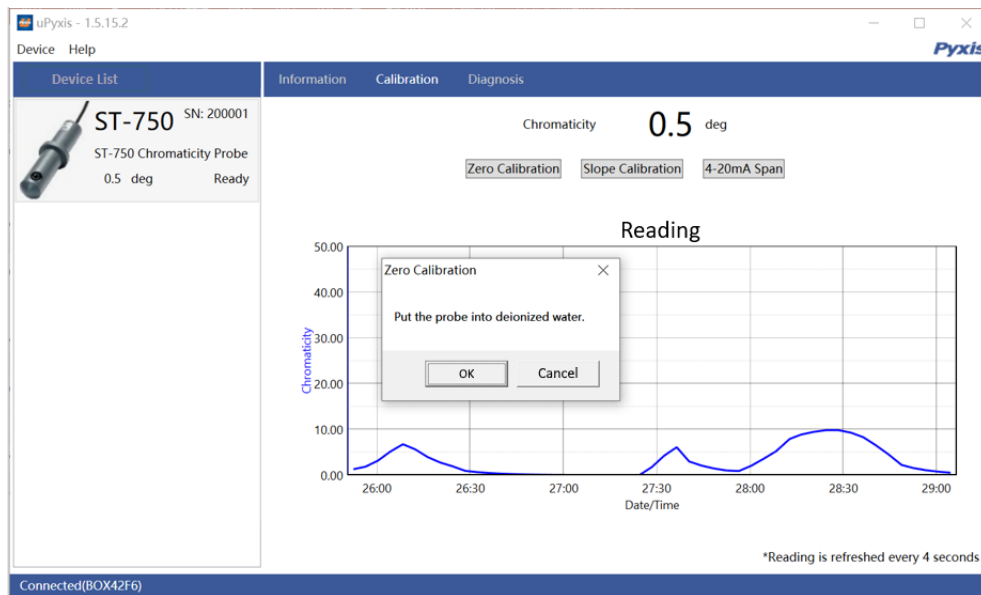 uPyxis - 1.5.15.2
Device Help
Pyxis
Device List
Information Calibration Diagnosis
ST-750 SN: 200001
ST-750 Chromaticity Probe
0.5 deg Ready
Chromaticity 0.5 deg
Zero Calibration Slope Calibration 4-20mA Span
Reading
Zero Calibration
Put the probe into deionized water.
OK Cancel
Chromaticity
50.00
40.00
30.00
20.00
10.00
0.00
26:00 26:30 27:00 27:30 28:00 28:30 29:00
Date/Time
*Reading is refreshed every 4 seconds
Connected(BOX42F6)